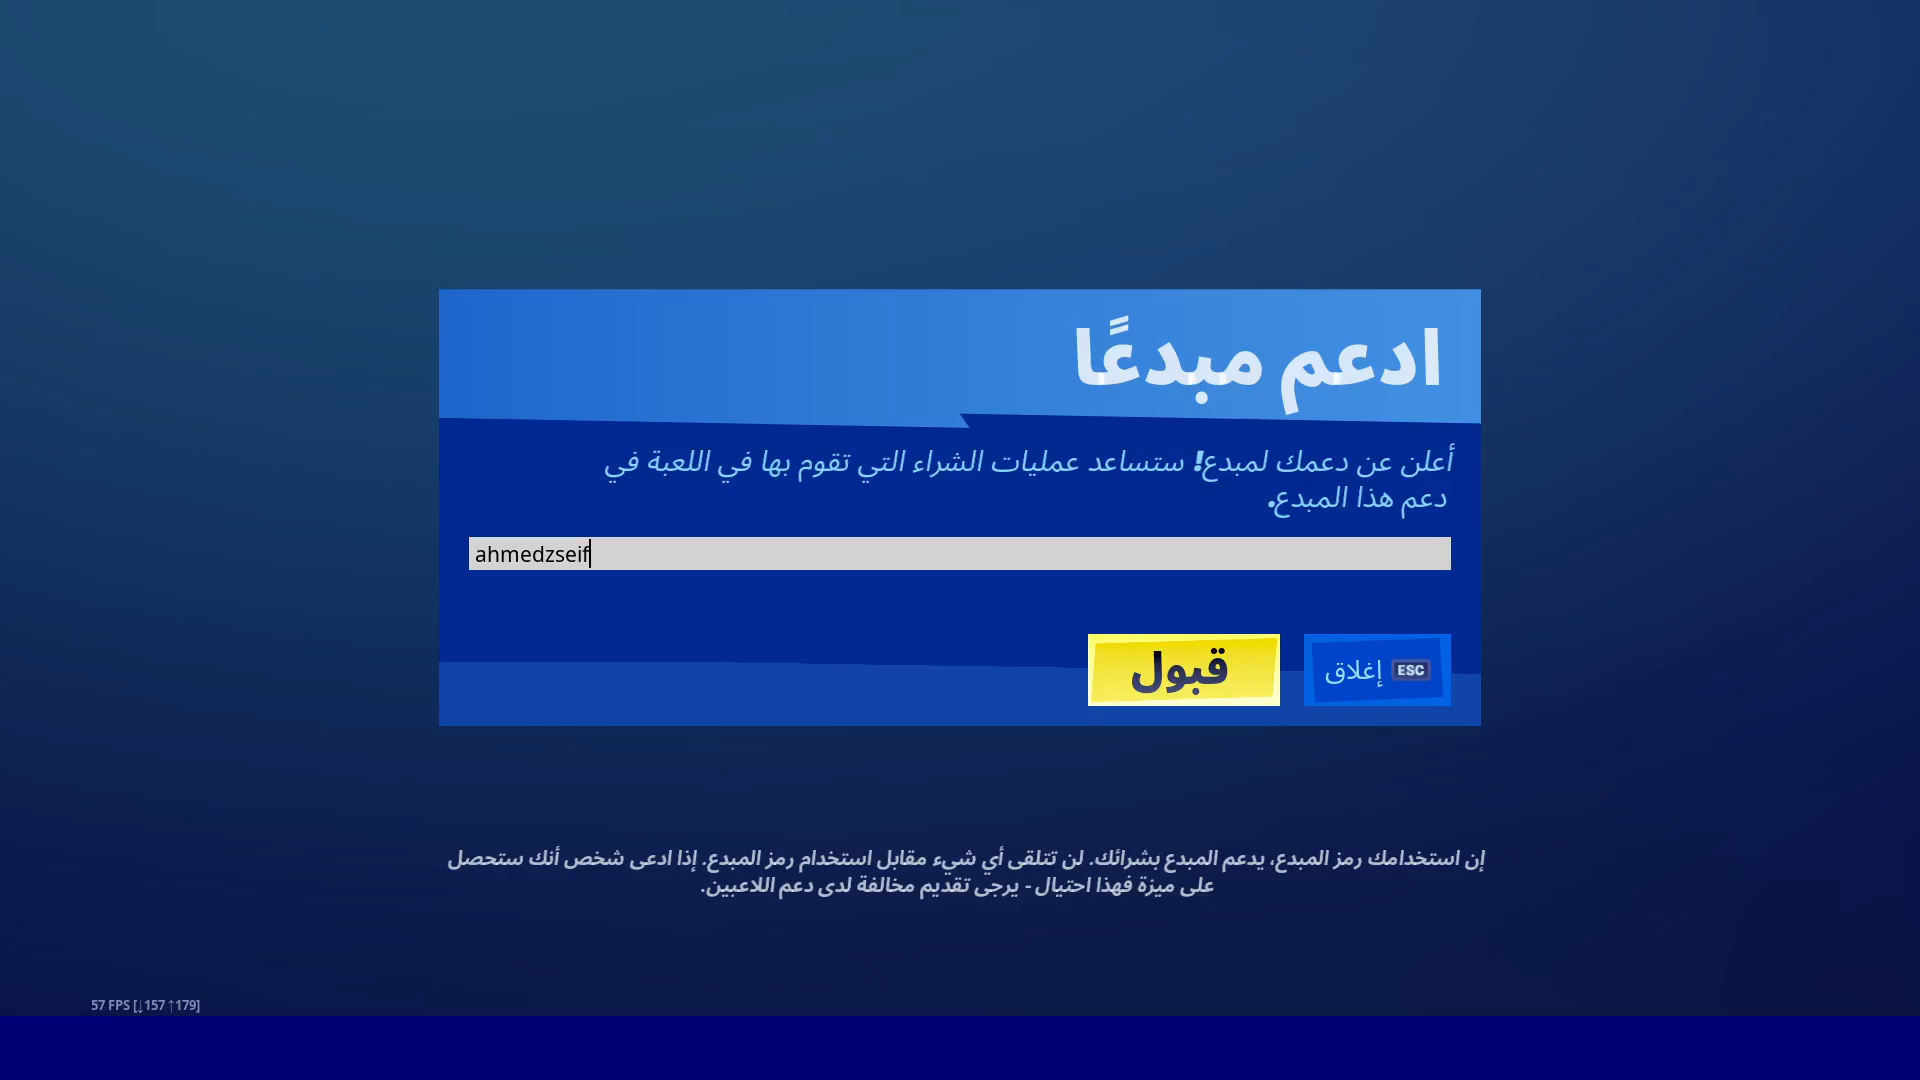 ادعم مبدعًا
أعلن عن دعمك لمبدع! ستساعد عمليات الشراء التي تقوم بها في اللعبة في
دعم هذا المبدع.
ahmedzseif
ESC إغلاق
قبول
إن استخدامك رمز المبدع، يدعم المبدع بشرائك. لن تتلقى أي شيء مقابل استخدام رمز المبدع. إذا ادعى شخص أنك ستحصل
على ميزة فهذا احتيال - يرجى تقديم مخالفة لدى دعم اللاعبين.
57 FPS [↓157 ↑179]